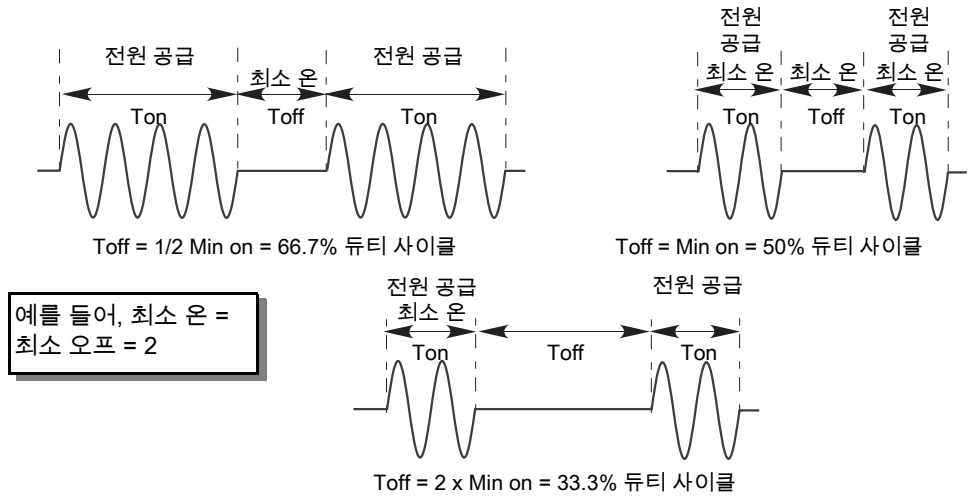 전원 공급
최소 온
전원 공급
Ton
Toff
Ton
Toff = 1/2 Min on = 66.7% 듀티 사이클
전원
공급
전원
공급
최소 온
최소 온
최소 온
Ton
Toff
Ton
Toff = Min on = 50% 듀티 사이클
예를 들어, 최소 온 =
최소 오프 = 2
전원 공급
전원 공급
최소 온
Ton
Toff
Ton
Toff = 2 x Min on = 33.3% 듀티 사이클